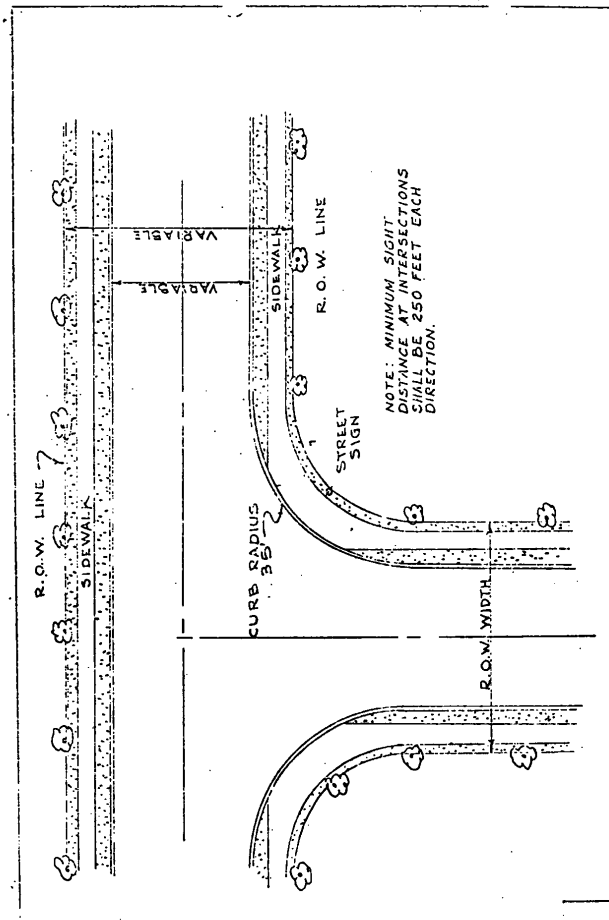 R.O.W. LINE
SIDEWALK
VARIABLE
VARIABLE
SIDEWALK
R.O.W. LINE
CURB RADIUS
35'
STREET
SIGN
NOTE: MINIMUM SIGHT
DISTANCE AT INTERSECTIONS
SHALL BE 250 FEET EACH
DIRECTION.
R.O.W. WIDTH